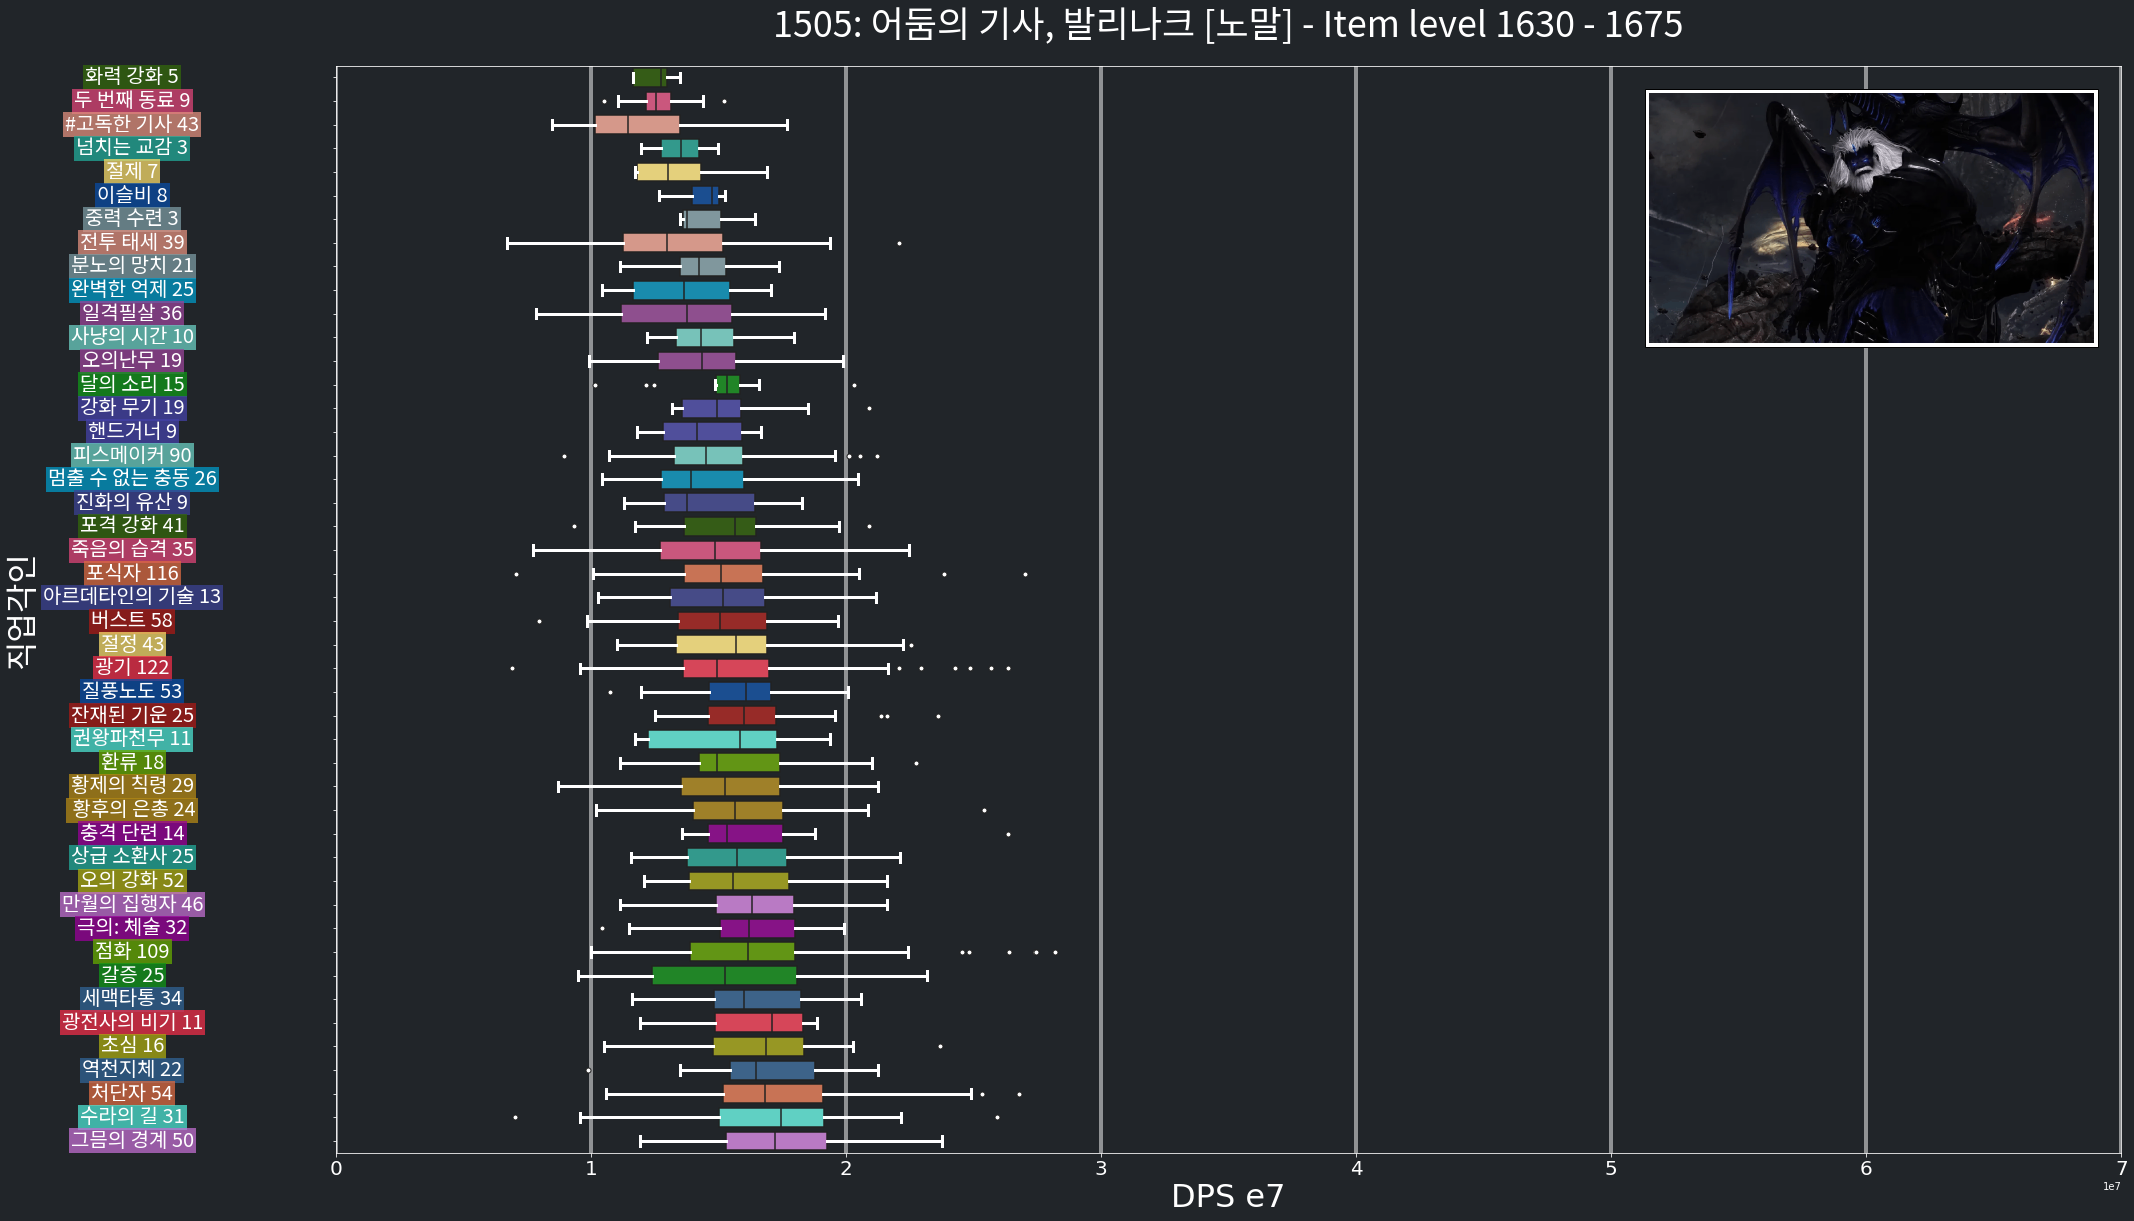 1505: 어둠의 기사, 발리나크 [노말] - Item level 1630 - 1675
화력 강화 5
두 번째 동료 9
#고독한 기사 43
넘치는 교감 3
절제 7
이슬비 8
중력 수련 3
전투 태세 39
분노의 망치 21
완벽한 억제 25
일격필살 36
사냥의 시간 10
오의난무 19
달의 소리 15
강화 무기 19
핸드거너 9
피스메이커 90
멈출 수 없는 충동 26
진화의 유산 9
포격 강화 41
죽음의 습격 35
포식자 116
아르데타인의 기술 13
버스트 58
절정 43
광기 122
질풍노도 53
잔재된 기운 25
권왕파천무 11
환류 18
황제의 칙령 29
황후의 은총 24
충격 단련 14
상급 소환사 25
오의 강화 52
만월의 집행자 46
극의: 체술 32
점화 109
갈증 25
세맥타통 34
광전사의 비기 11
초심 16
역천지체 22
처단자 54
수라의 길 31
그믐의 경계 50
직업각인
0 1 2 3 4 5 6 7
DPS e7
1e7